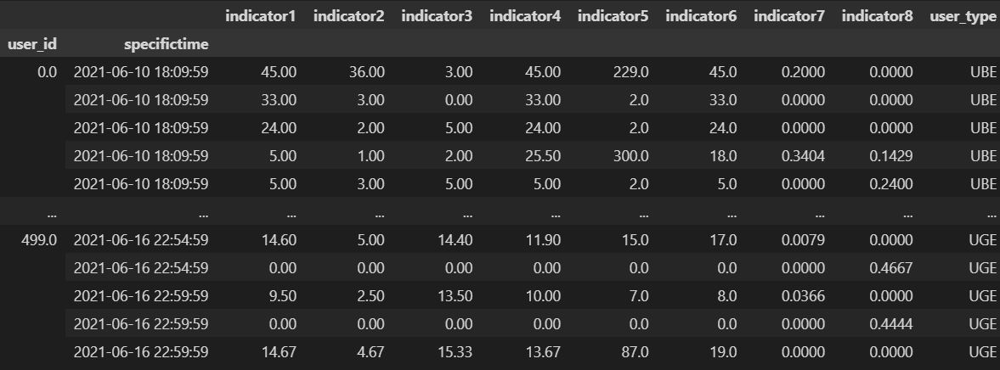 indicator1 indicator2 indicator3 indicator4 indicator5 indicator6 indicator7 indicator8 user_type
user_id specifictime
0.0 2021-06-10 18:09:59 45.00 36.00 3.00 45.00 229.0 45.0 0.2000 0.0000 UBE
2021-06-10 18:09:59 33.00 3.00 0.00 33.00 2.0 33.0 0.0000 0.0000 UBE
2021-06-10 18:09:59 24.00 2.00 5.00 24.00 2.0 24.0 0.0000 0.0000 UBE
2021-06-10 18:09:59 5.00 1.00 2.00 25.50 300.0 18.0 0.3404 0.1429 UBE
2021-06-10 18:09:59 5.00 3.00 5.00 5.00 2.0 5.0 0.0000 0.2400 UBE
... ... ... ... ... ... ... ... ... ... ...
499.0 2021-06-16 22:54:59 14.60 5.00 14.40 11.90 15.0 17.0 0.0079 0.0000 UGE
2021-06-16 22:54:59 0.00 0.00 0.00 0.00 0.0 0.0 0.0000 0.4667 UGE
2021-06-16 22:59:59 9.50 2.50 13.50 10.00 7.0 8.0 0.0366 0.0000 UGE
2021-06-16 22:59:59 0.00 0.00 0.00 0.00 0.0 0.0 0.0000 0.4444 UGE
2021-06-16 22:59:59 14.67 4.67 15.33 13.67 87.0 19.0 0.0000 0.0000 UGE